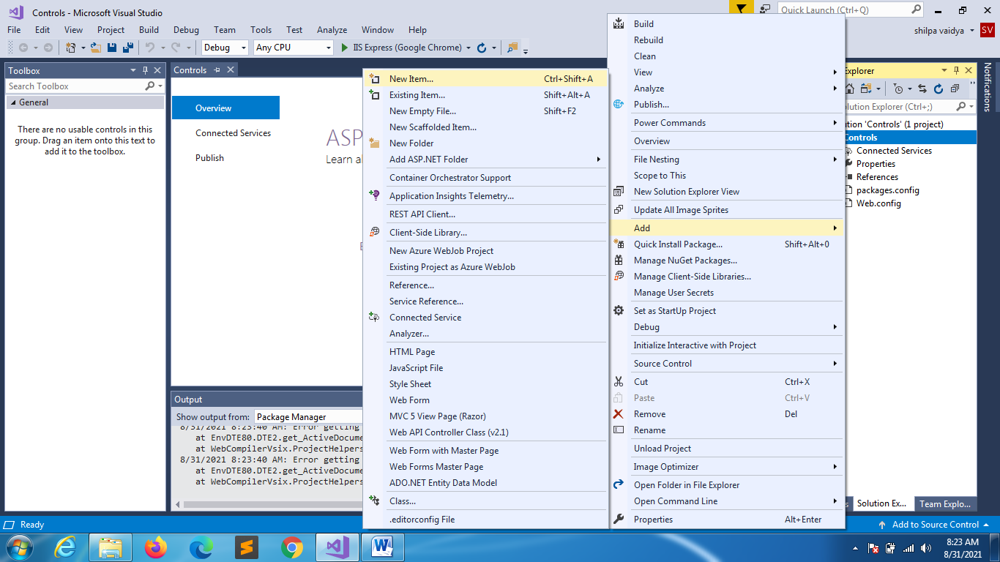 Controls - Microsoft Visual Studio
Quick Launch (Ctrl+Q)
File Edit View Project Build Debug Team Tools Test Analyze Window Help
shilpa vaidya SV
Debug Any CPU IIS Express (Google Chrome)
Toolbox
Search Toolbox
General
There are no usable controls in this
group. Drag an item onto this text to
add it to the toolbox.
Controls
Overview
Connected Services
Publish
ASP
Learn al
Output
Show output from: Package Manager
8/31/2021 8:23:40 AM: Error getting
at EnvDTE80.DTE2.get_ActiveDocume
at WebCompilerVsix.ProjectHelpers
8/31/2021 8:23:40 AM: Error getting
at EnvDTE80.DTE2.get_ActiveDocume
at WebCompilerVsix.ProjectHelpers
New Item... Ctrl+Shift+A
Existing Item... Shift+Alt+A
New Empty File... Shift+F2
New Scaffolded Item...
New Folder
Add ASP.NET Folder
Container Orchestrator Support
Application Insights Telemetry...
REST API Client...
Client-Side Library...
New Azure WebJob Project
Existing Project as Azure WebJob
Reference...
Service Reference...
Connected Service
Analyzer...
HTML Page
JavaScript File
Style Sheet
Web Form
MVC 5 View Page (Razor)
Web API Controller Class (v2.1)
Web Form with Master Page
Web Forms Master Page
ADO.NET Entity Data Model
Class...
.editorconfig File
Build
Rebuild
Clean
View
Analyze
Publish...
Power Commands
Overview
File Nesting
Scope to This
New Solution Explorer View
Update All Image Sprites
Add
Quick Install Package... Shift+Alt+0
Manage NuGet Packages...
Manage Client-Side Libraries...
Manage User Secrets
Set as StartUp Project
Debug
Initialize Interactive with Project
Source Control
Cut Ctrl+X
Paste Ctrl+V
Remove Del
Rename
Unload Project
Image Optimizer
Open Folder in File Explorer
Open Command Line
Properties Alt+Enter
Explorer
olution Explorer (Ctrl+;)
ution 'Controls' (1 project)
Controls
Connected Services
Properties
References
packages.config
Web.config
s Solution Ex... Team Explo...
Notifications
Ready
Add to Source Control
8:23 AM
8/31/2021